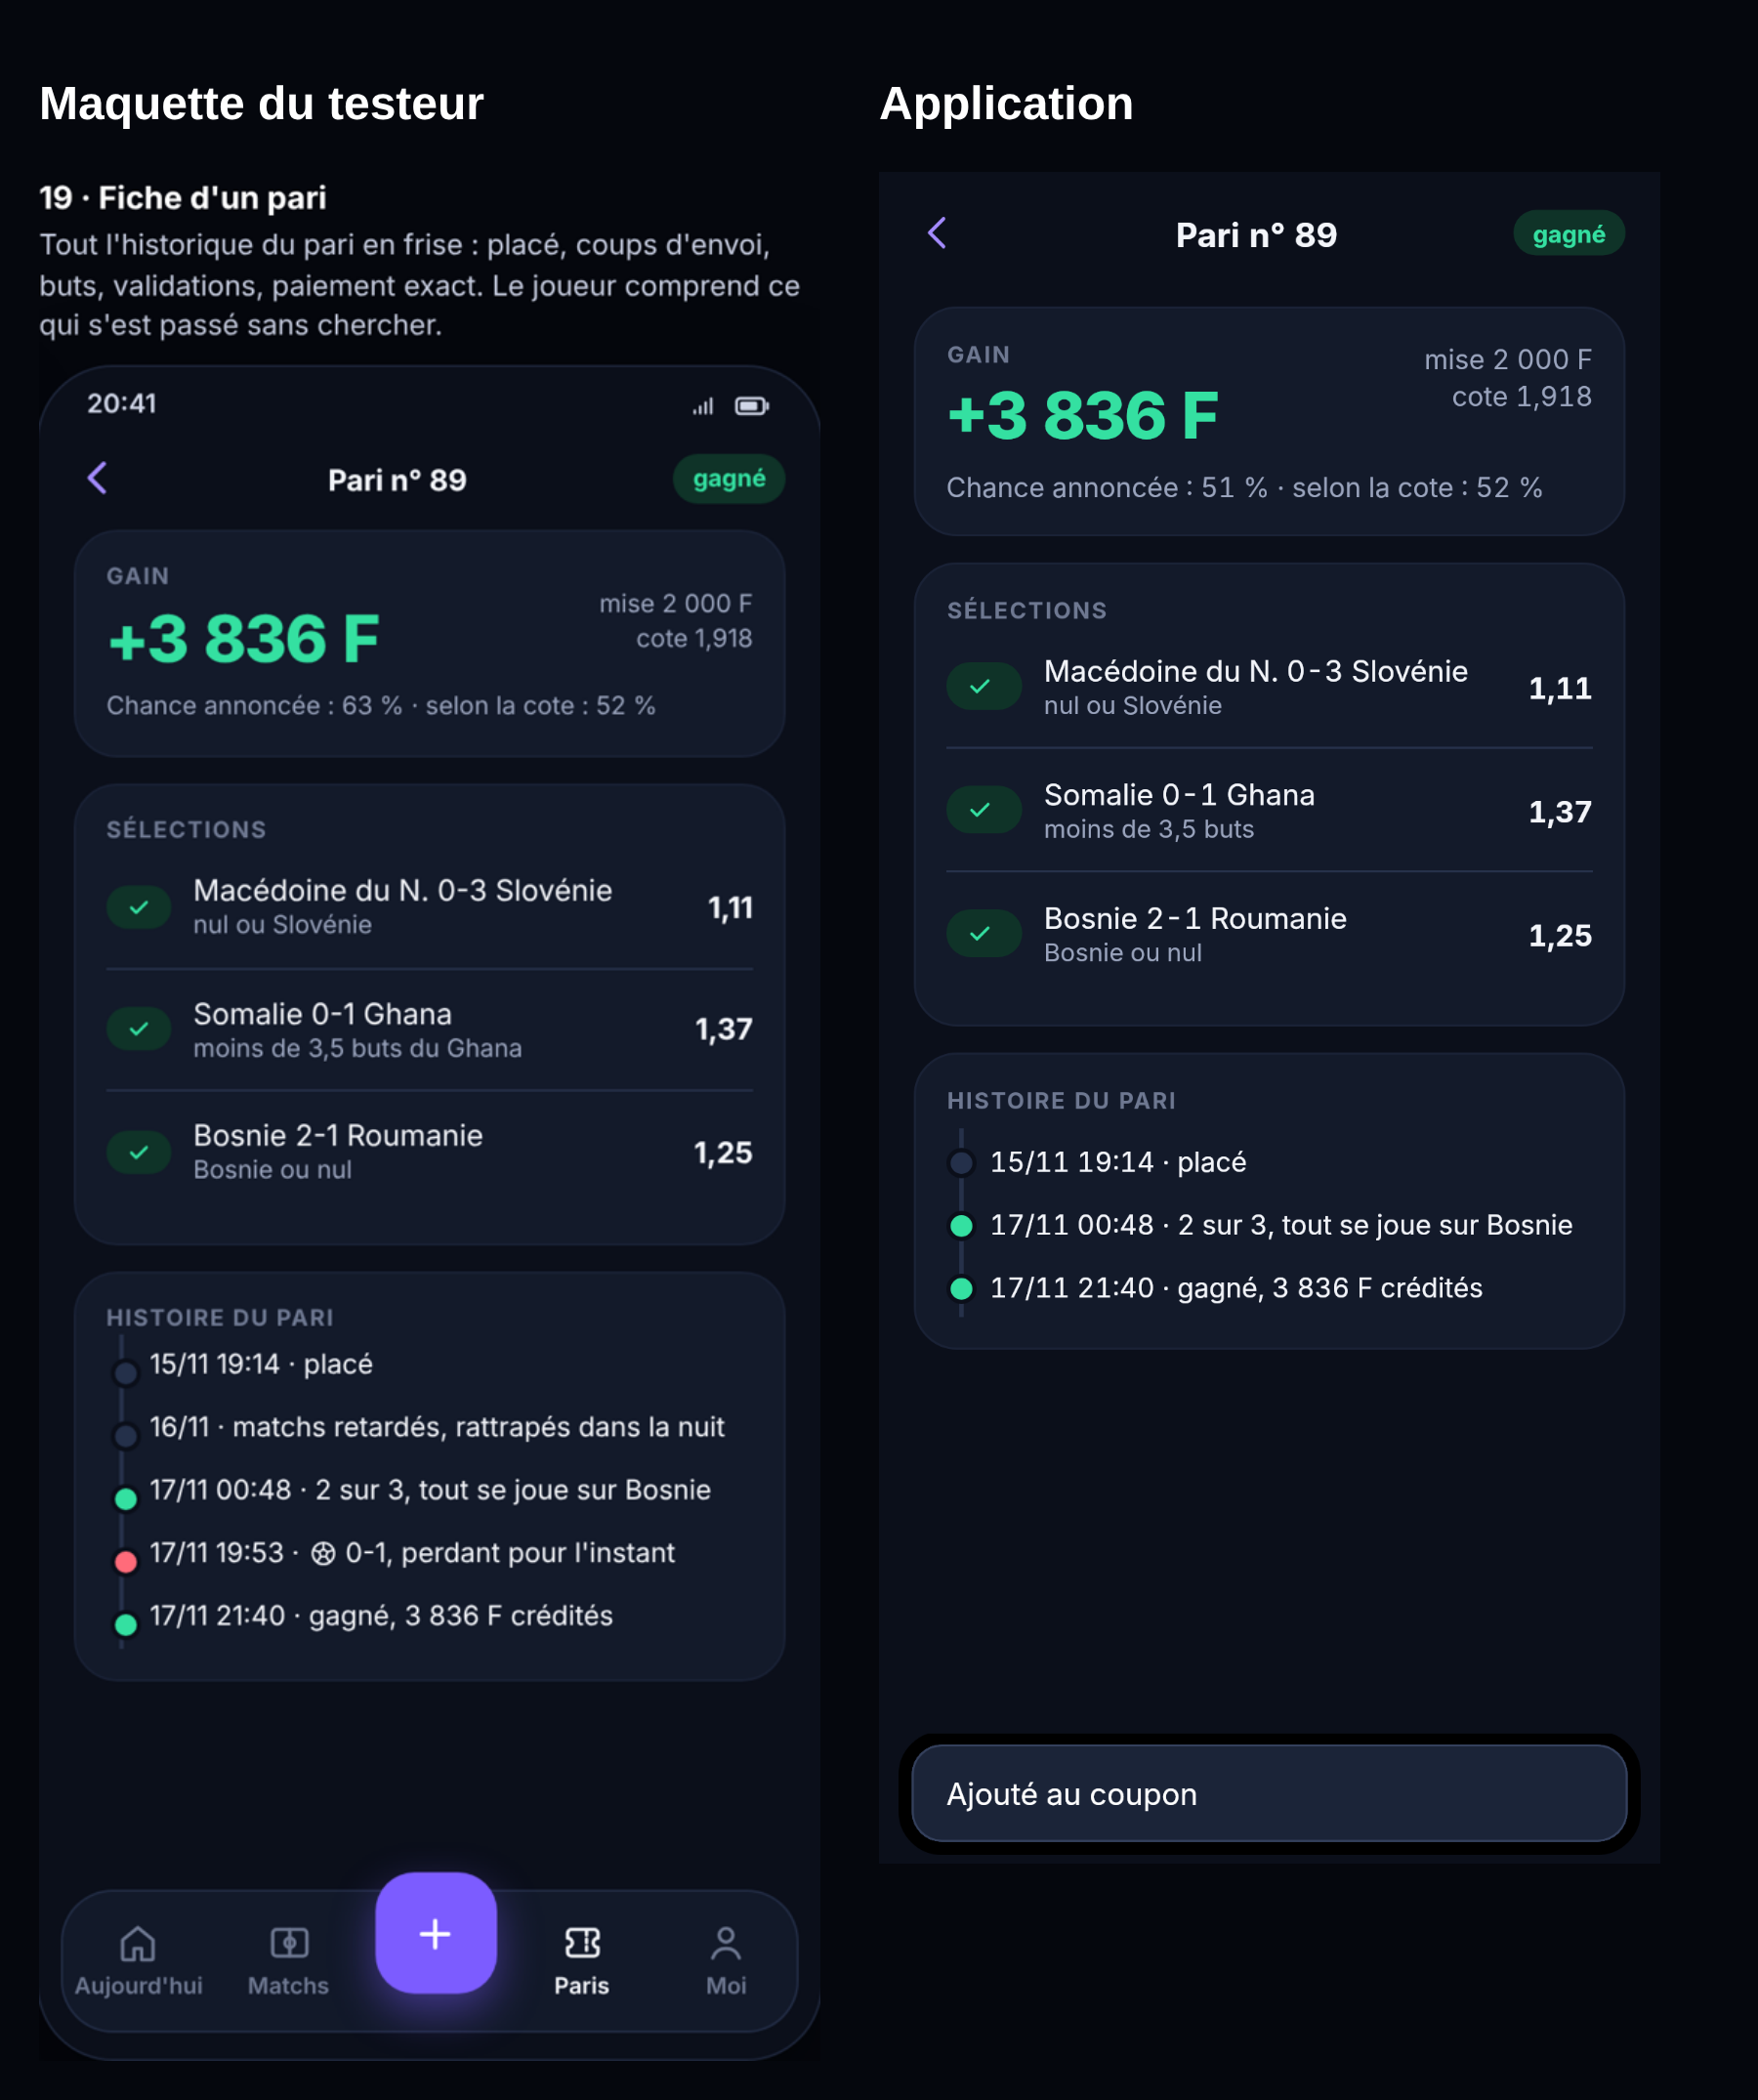 Maquette du testeur
19 · Fiche d'un pari
Tout l'historique du pari en frise : placé, coups d'envoi,
buts, validations, paiement exact. Le joueur comprend ce
qui s'est passé sans chercher.
20:41
Pari n° 89
gagné
GAIN
+3 836 F
mise 2 000 F
cote 1,918
Chance annoncée : 63 % · selon la cote : 52 %
SÉLECTIONS
Macédoine du N. 0-3 Slovénie
nul ou Slovénie
1,11
Somalie 0-1 Ghana
moins de 3,5 buts du Ghana
1,37
Bosnie 2-1 Roumanie
Bosnie ou nul
1,25
HISTOIRE DU PARI
15/11 19:14 · placé
16/11 · matchs retardés, rattrapés dans la nuit
17/11 00:48 · 2 sur 3, tout se joue sur Bosnie
17/11 19:53 · ⚽ 0-1, perdant pour l'instant
17/11 21:40 · gagné, 3 836 F crédités
Aujourd'hui
Matchs
+
Paris
Moi
Application
Pari n° 89
gagné
GAIN
+3 836 F
mise 2 000 F
cote 1,918
Chance annoncée : 51 % · selon la cote : 52 %
SÉLECTIONS
Macédoine du N. 0-3 Slovénie
nul ou Slovénie
1,11
Somalie 0-1 Ghana
moins de 3,5 buts
1,37
Bosnie 2-1 Roumanie
Bosnie ou nul
1,25
HISTOIRE DU PARI
15/11 19:14 · placé
17/11 00:48 · 2 sur 3, tout se joue sur Bosnie
17/11 21:40 · gagné, 3 836 F crédités
Ajouté au coupon